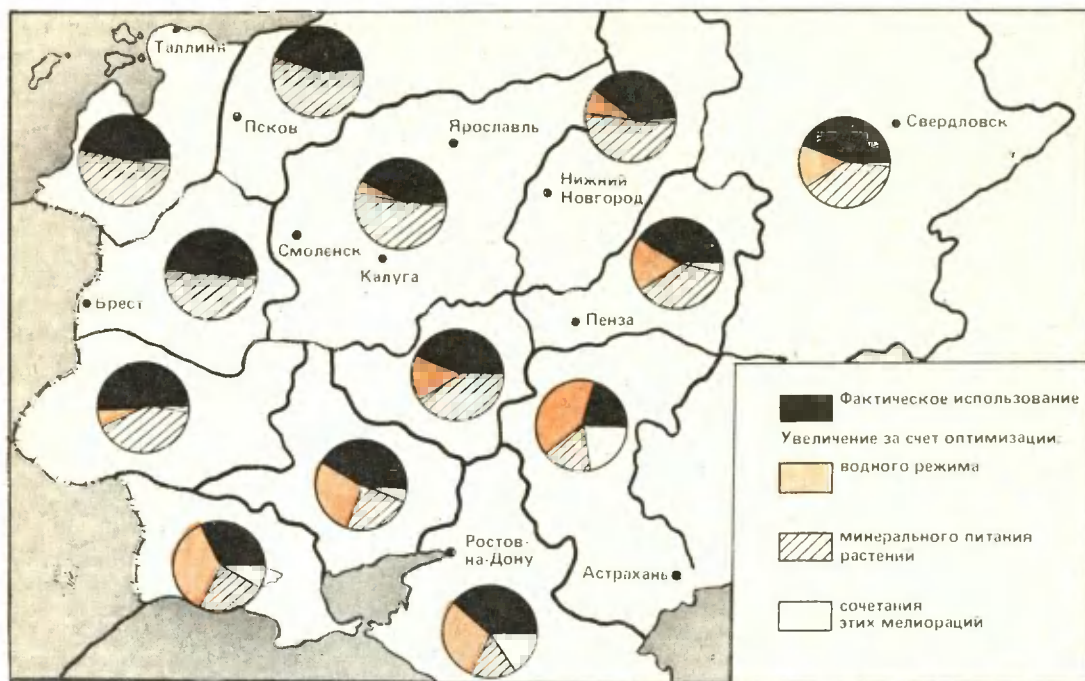 Таллинн
Псков
Ярославль
Свердловск
Нижний
Новгород
Смоленск
Калуга
Брест
Пенза
Ростов-
на-Дону
Астрахань
Фактическое использование
Увеличение за счет оптимизации:
водного режима
минерального питания
растении
сочетания
этих мелиораций